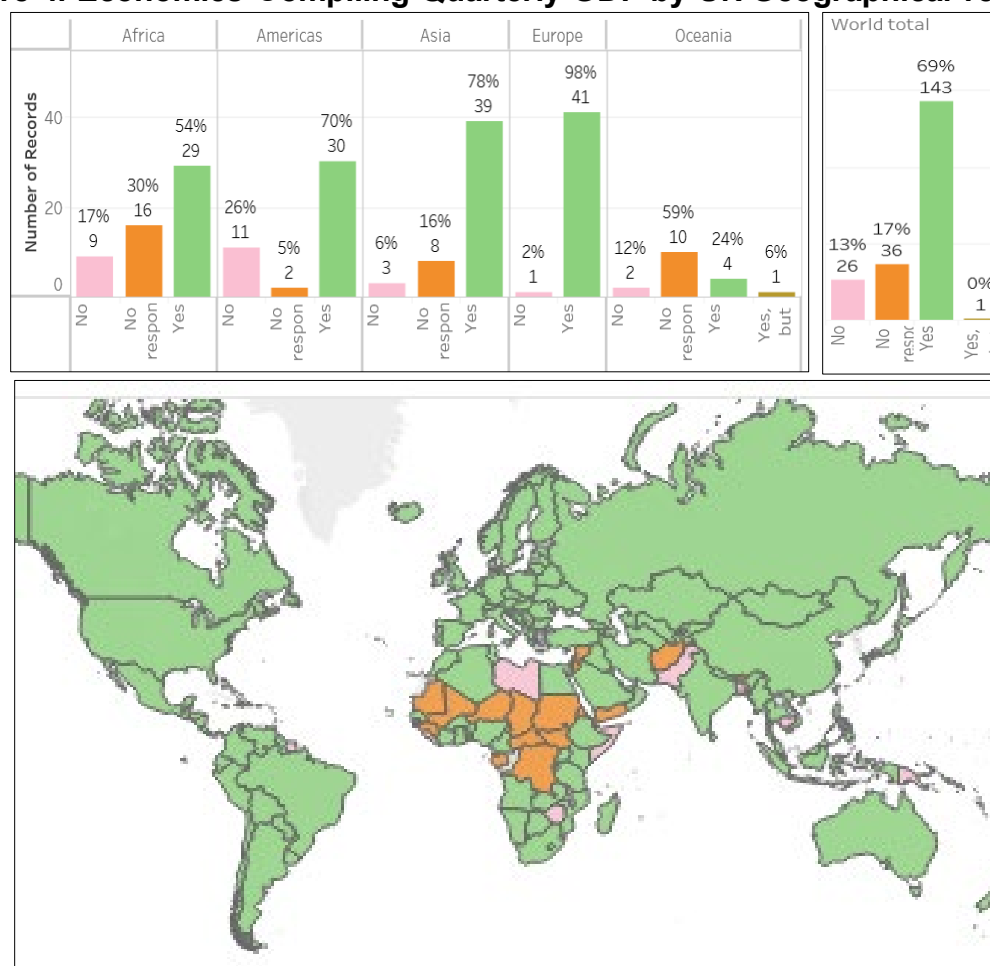 4. Economies Compiling Quarterly GDP by UN Geographical
Africa Americas Asia Europe Oceania
World total
Number of Records
40
20
0
17%
9
30%
16
54%
29
26%
11
5%
2
70%
30
6%
3
16%
8
78%
39
2%
1
98%
41
12%
2
59%
10
24%
4
6%
1
13%
26
17%
36
69%
143
0%
1
No
No
respon
Yes
No
No
respon
Yes
No
No
respon
Yes
No
Yes
No
No
respon
Yes
Yes,
but
No
No
respo
Yes
Yes,